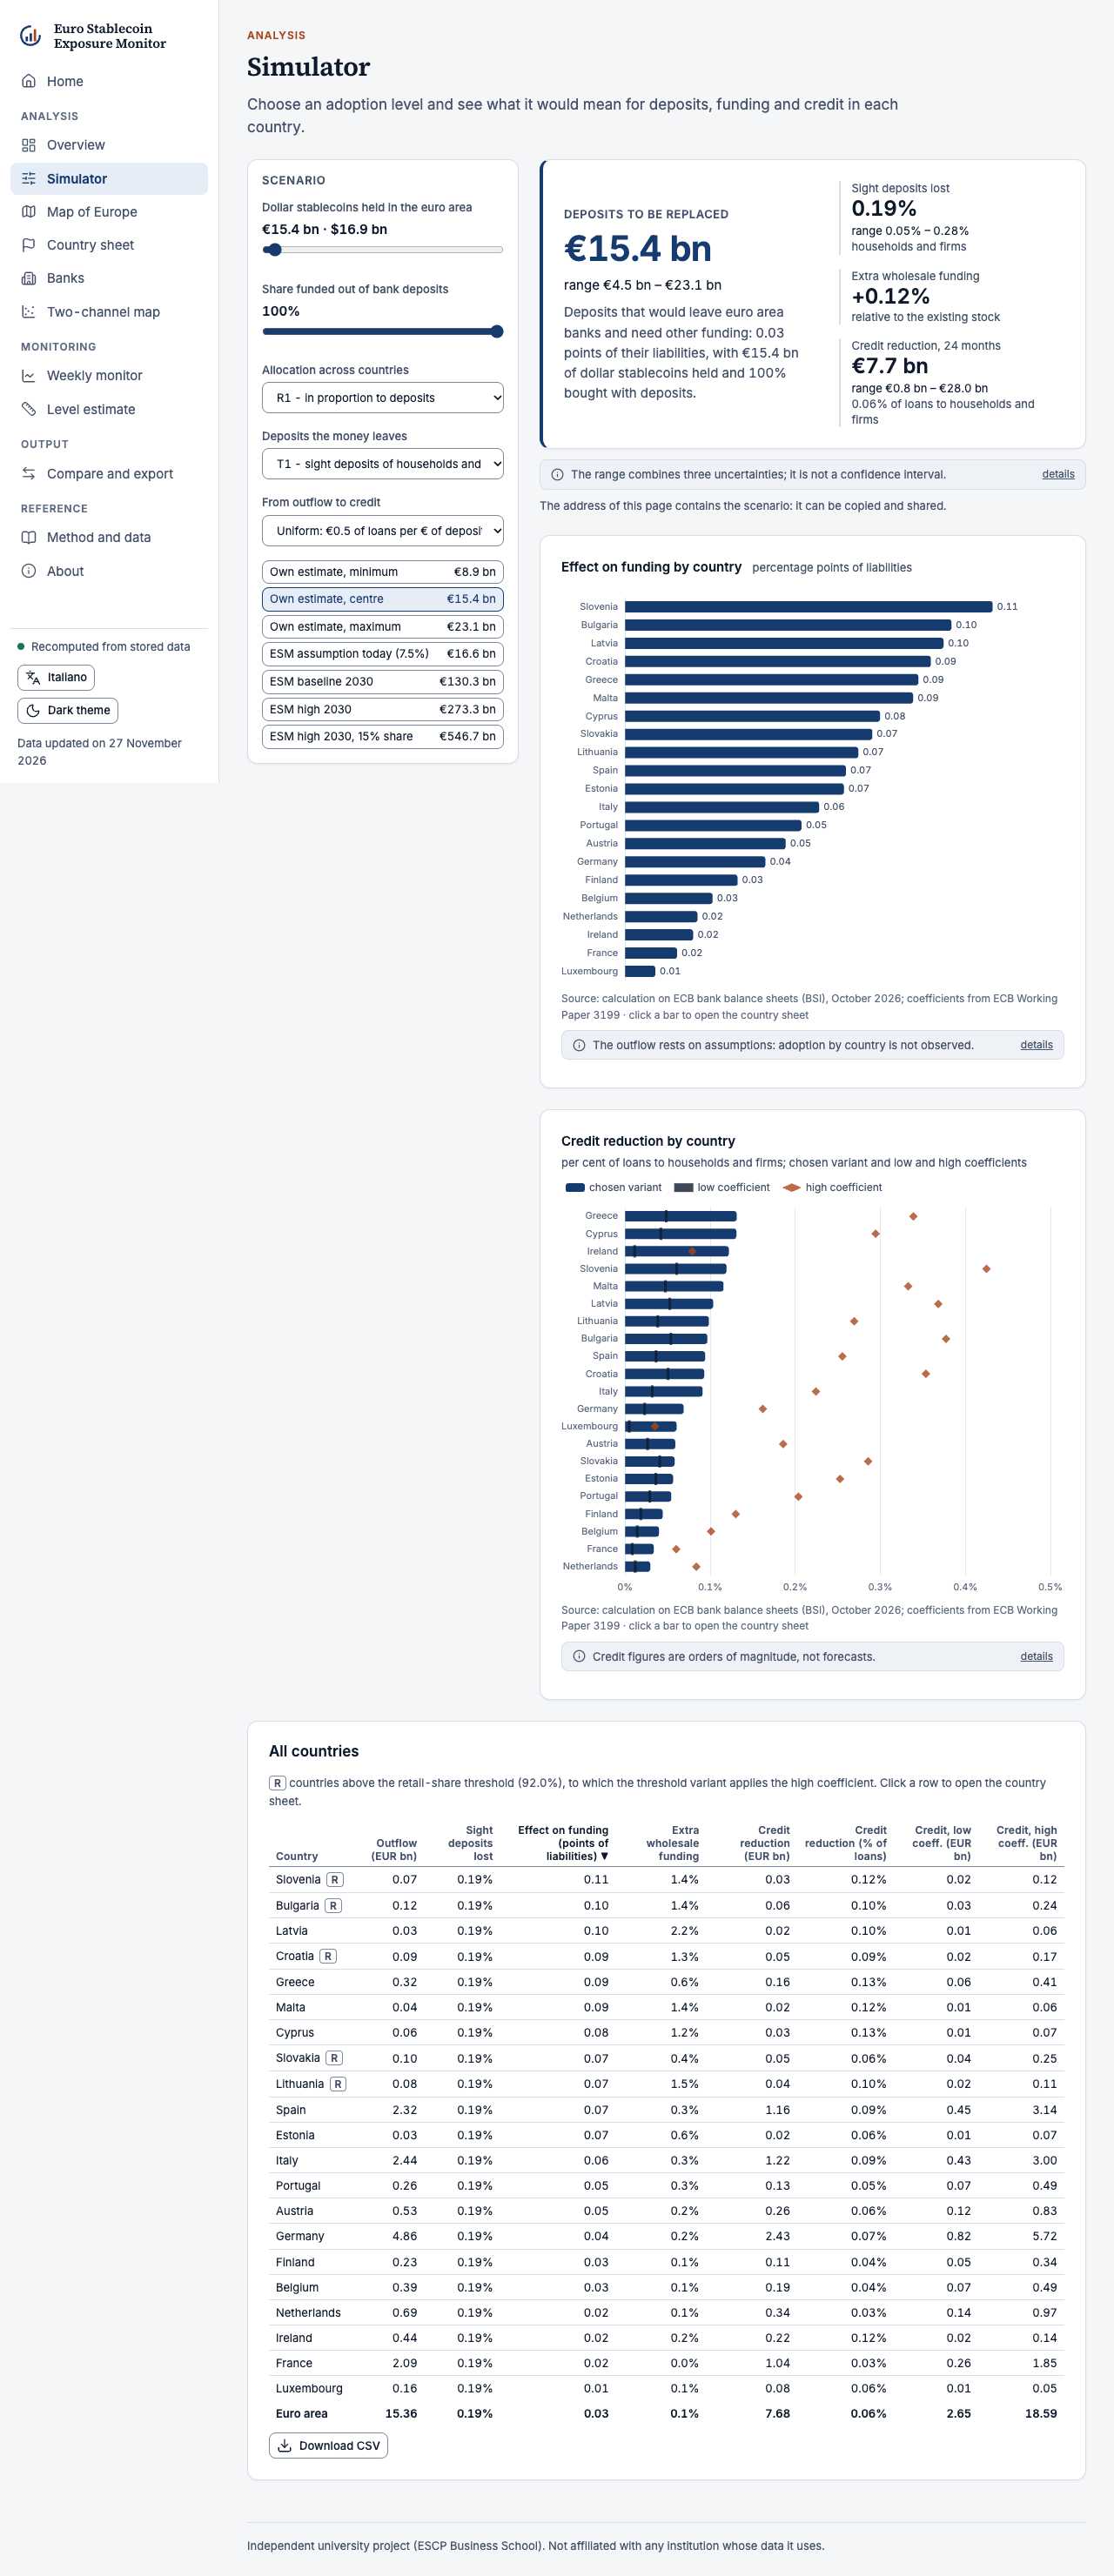 Euro Stablecoin
Exposure Monitor
Home
ANALYSIS
Overview
Simulator
Map of Europe
Country sheet
Banks
Two-channel map
MONITORING
Weekly monitor
Level estimate
OUTPUT
Compare and export
REFERENCE
Method and data
About
Recomputed from stored data
Italiano
Dark theme
Data updated on 27 November
2026
ANALYSIS
Simulator
Choose an adoption level and see what it would mean for deposits, funding and credit in each
country.
SCENARIO
Dollar stablecoins held in the euro area
€15.4 bn · $16.9 bn
Share funded out of bank deposits
100%
Allocation across countries
R1 - in proportion to deposits
Deposits the money leaves
T1 - sight deposits of households and
From outflow to credit
Uniform: €0.5 of loans per € of deposit
Own estimate, minimum €8.9 bn
Own estimate, centre €15.4 bn
Own estimate, maximum €23.1 bn
ESM assumption today (7.5%) €16.6 bn
ESM baseline 2030 €130.3 bn
ESM high 2030 €273.3 bn
ESM high 2030, 15% share €546.7 bn
DEPOSITS TO BE REPLACED
€15.4 bn
range €4.5 bn – €23.1 bn
Deposits that would leave euro area
banks and need other funding: 0.03
points of their liabilities, with €15.4 bn
of dollar stablecoins held and 100%
bought with deposits.
Sight deposits lost
0.19%
range 0.05% – 0.28%
households and firms
Extra wholesale funding
+0.12%
relative to the existing stock
Credit reduction, 24 months
€7.7 bn
range €0.8 bn – €28.0 bn
0.06% of loans to households and
firms
The range combines three uncertainties; it is not a confidence interval. details
The address of this page contains the scenario: it can be copied and shared.
Effect on funding by country percentage points of liabilities
Slovenia 0.11
Bulgaria 0.10
Latvia 0.10
Croatia 0.09
Greece 0.09
Malta 0.09
Cyprus 0.08
Slovakia 0.07
Lithuania 0.07
Spain 0.07
Estonia 0.07
Italy 0.06
Portugal 0.05
Austria 0.05
Germany 0.04
Finland 0.03
Belgium 0.03
Netherlands 0.02
Ireland 0.02
France 0.02
Luxembourg 0.01
Source: calculation on ECB bank balance sheets (BSI), October 2026; coefficients from ECB Working
Paper 3199 · click a bar to open the country sheet
The outflow rests on assumptions: adoption by country is not observed. details
Credit reduction by country
per cent of loans to households and firms; chosen variant and low and high coefficients
chosen variant low coefficient high coefficient
Greece
Cyprus
Ireland
Slovenia
Malta
Latvia
Lithuania
Bulgaria
Spain
Croatia
Italy
Germany
Luxembourg
Austria
Slovakia
Estonia
Portugal
Finland
Belgium
France
Netherlands
0% 0.1% 0.2% 0.3% 0.4% 0.5%
Source: calculation on ECB bank balance sheets (BSI), October 2026; coefficients from ECB Working
Paper 3199 · click a bar to open the country sheet
Credit figures are orders of magnitude, not forecasts. details
All countries
R countries above the retail-share threshold (92.0%), to which the threshold variant applies the high coefficient. Click a row to open the country
sheet.
Country Outflow (EUR bn) Sight deposits lost Effect on funding (points of liabilities) ▼ Extra wholesale funding Credit reduction (EUR bn) Credit reduction (% of loans) Credit, low coeff. (EUR bn) Credit, high coeff. (EUR bn)
Slovenia R 0.07 0.19% 0.11 1.4% 0.03 0.12% 0.02 0.12
Bulgaria R 0.12 0.19% 0.10 1.4% 0.06 0.10% 0.03 0.24
Latvia 0.03 0.19% 0.10 2.2% 0.02 0.10% 0.01 0.06
Croatia R 0.09 0.19% 0.09 1.3% 0.05 0.09% 0.02 0.17
Greece 0.32 0.19% 0.09 0.6% 0.16 0.13% 0.06 0.41
Malta 0.04 0.19% 0.09 1.4% 0.02 0.12% 0.01 0.06
Cyprus 0.06 0.19% 0.08 1.2% 0.03 0.13% 0.01 0.07
Slovakia R 0.10 0.19% 0.07 0.4% 0.05 0.06% 0.04 0.25
Lithuania R 0.08 0.19% 0.07 1.5% 0.04 0.10% 0.02 0.11
Spain 2.32 0.19% 0.07 0.3% 1.16 0.09% 0.45 3.14
Estonia 0.03 0.19% 0.07 0.6% 0.02 0.06% 0.01 0.07
Italy 2.44 0.19% 0.06 0.3% 1.22 0.09% 0.43 3.00
Portugal 0.26 0.19% 0.05 0.3% 0.13 0.05% 0.07 0.49
Austria 0.53 0.19% 0.05 0.2% 0.26 0.06% 0.12 0.83
Germany 4.86 0.19% 0.04 0.2% 2.43 0.07% 0.82 5.72
Finland 0.23 0.19% 0.03 0.1% 0.11 0.04% 0.05 0.34
Belgium 0.39 0.19% 0.03 0.1% 0.19 0.04% 0.07 0.49
Netherlands 0.69 0.19% 0.02 0.1% 0.34 0.03% 0.14 0.97
Ireland 0.44 0.19% 0.02 0.2% 0.22 0.12% 0.02 0.14
France 2.09 0.19% 0.02 0.0% 1.04 0.03% 0.26 1.85
Luxembourg 0.16 0.19% 0.01 0.1% 0.08 0.06% 0.01 0.05
Euro area 15.36 0.19% 0.03 0.1% 7.68 0.06% 2.65 18.59
Download CSV
Independent university project (ESCP Business School). Not affiliated with any institution whose data it uses.